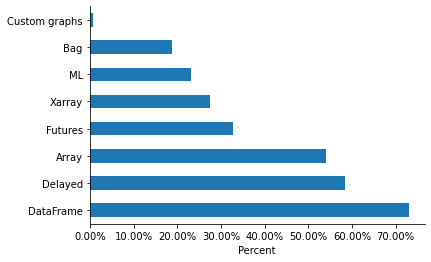 Custom graphs
Bag
ML
Xarray
Futures
Array
Delayed
DataFrame
0.00% 10.00% 20.00% 30.00% 40.00% 50.00% 60.00% 70.00%
Percent